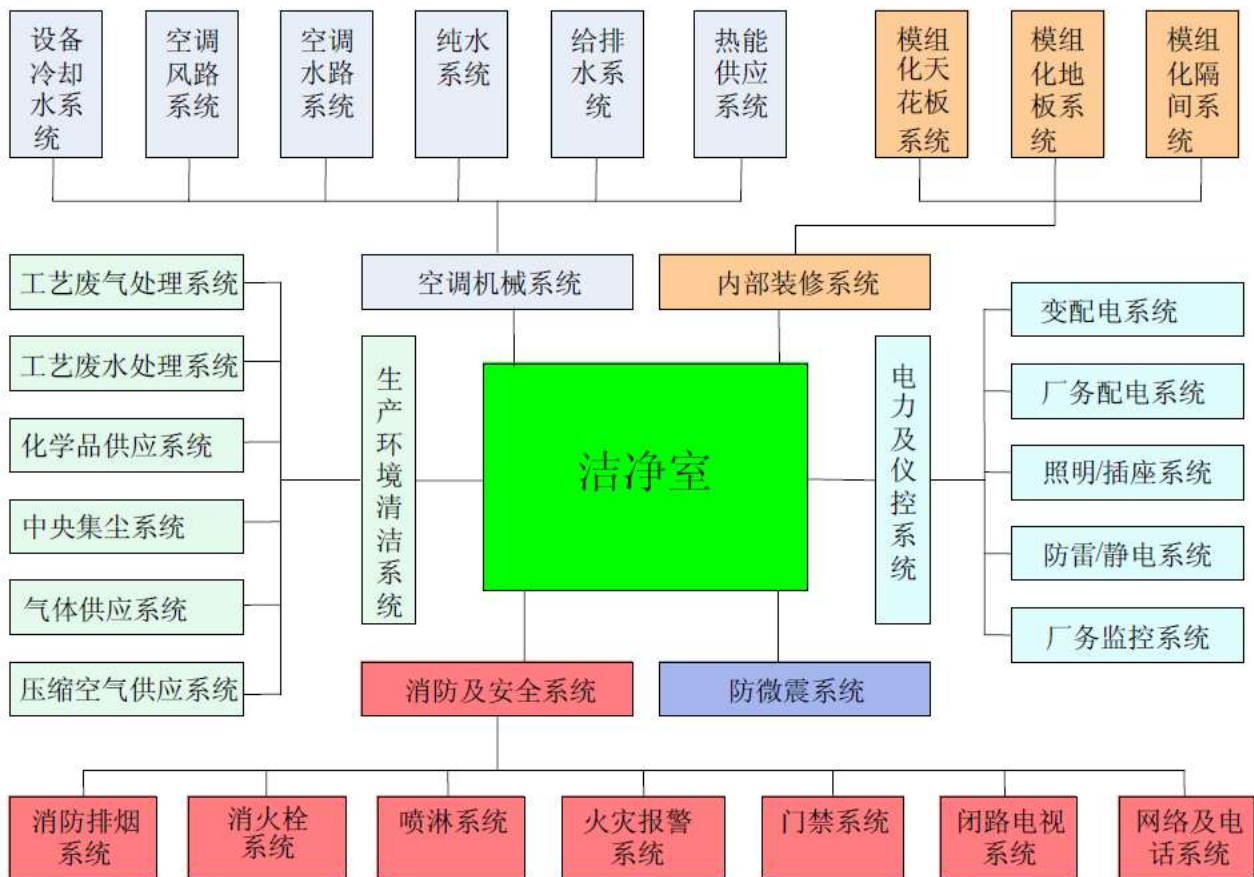 设备
冷却
水系
统
空调
风路
系统
空调
水路
系统
纯水
系统
给排
水系
统
热能
供应
系统
模组
化天
花板
系统
模组
化地
板系
统
模组
化隔
间系
统
空调机械系统
内部装修系统
工艺废气处理系统
工艺废水处理系统
化学品供应系统
中央集尘系统
气体供应系统
压缩空气供应系统
生
产
环
境
清
洁
系
统
洁净室
电
力
及
仪
控
系
统
变配电系统
厂务配电系统
照明/插座系统
防雷/静电系统
厂务监控系统
消防及安全系统
防微震系统
消防排烟
系统
消火栓
系统
喷淋系统
火灾报警
系统
门禁系统
闭路电视
系统
网络及电
话系统